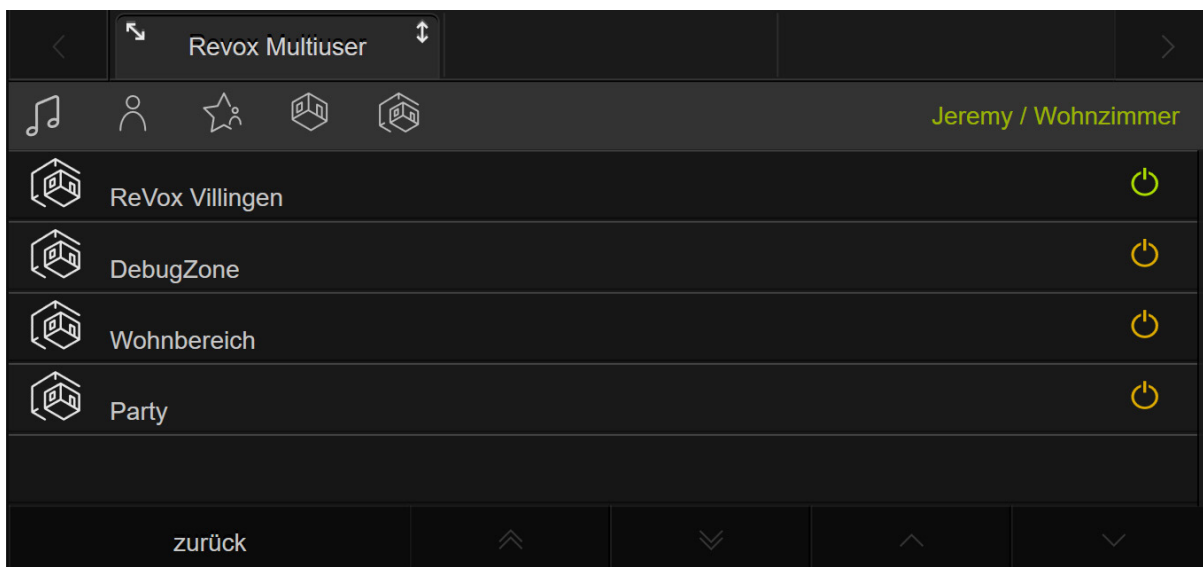 Revox Multiuser
Jeremy / Wohnzimmer
ReVox Villingen
DebugZone
Wohnbereich
Party
zurück